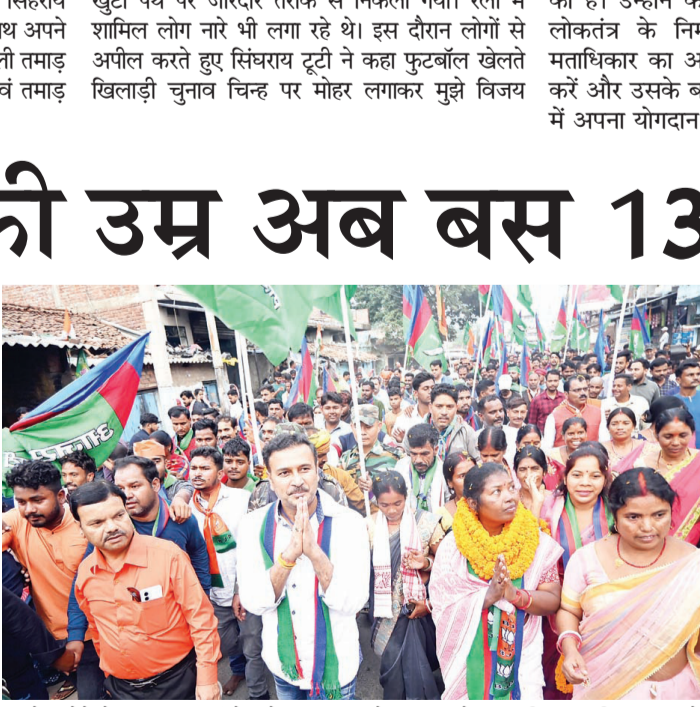 सिंहराय
खुंटी पथ पर जोरदार तरीके से निकला गया। रैली में
शामिल लोग नारे भी लगा रहे थे। इस दौरान लोगों से
अपील करते हुए सिंघराय टूटी ने कहा फुटबॉल खेलते
खिलाड़ी चुनाव चिन्ह पर मोहर लगाकर मुझे विजय
थ अपने
ली तमाड़
वं तमाड़
की है। उन्होंने
लोकतंत्र के
मताधिकार का
करें और उसके
में अपना योगदान
की उम्र अब बस 13